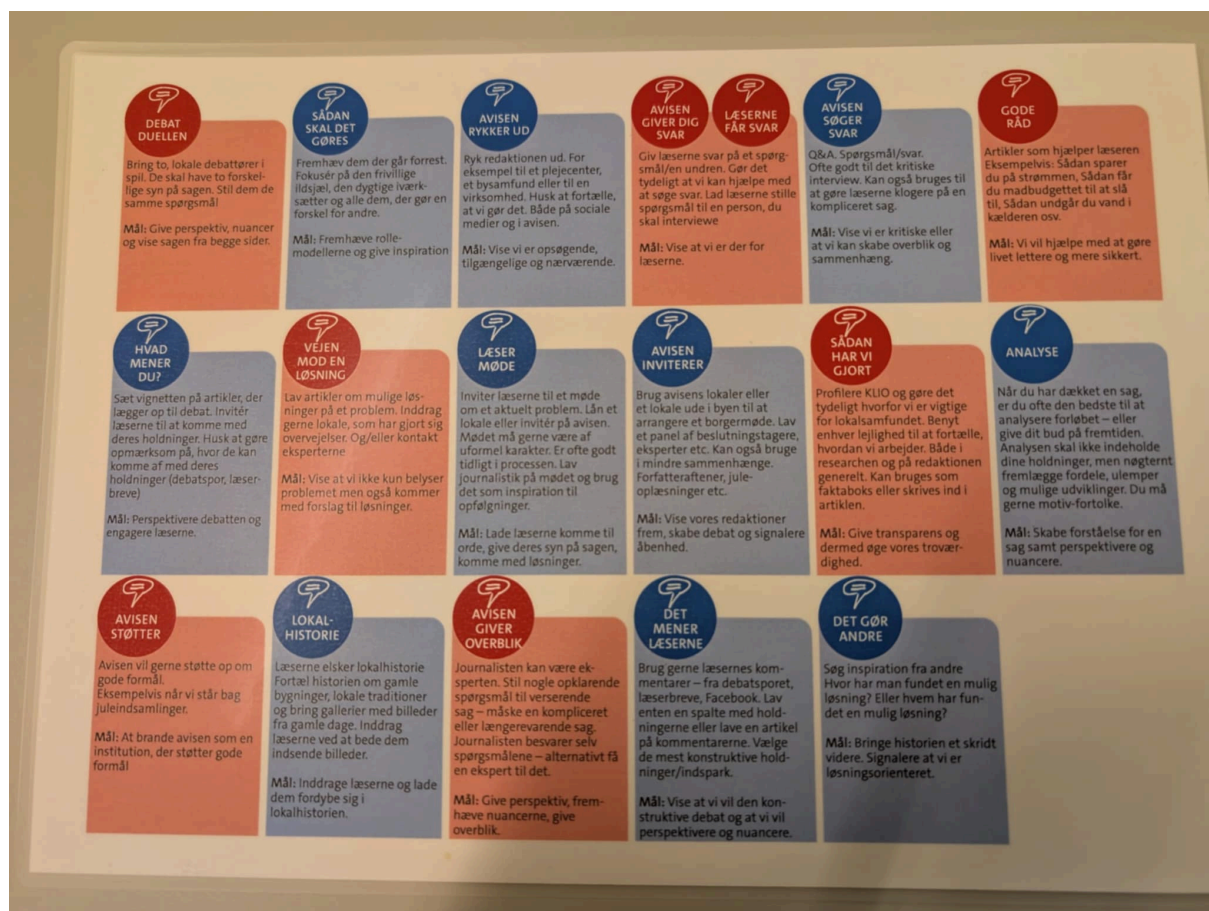 DEBAT
DUELLEN
Bring to, lokale debattører i
spil. De skal have to forskel-
lige syn på sagen. Stil dem de
samme spørgsmål
Mål: Give perspektiv, nuancer
og vise sagen fra begge sider.
SÅDAN
SKAL DET
GØRES
Fremhæv dem der går forrest.
Fokusér på den frivillige
ildsjæl, den dygtige iværk-
sætter og alle dem, der gør en
forskel for andre.
Mål: Fremhæve rolle-
modellerne og give inspiration
AVISEN
RYKKER UD
Ryk redaktionen ud. For
eksempel til et plejecenter,
et bysamfund eller til en
virksomhed. Husk at fortælle,
at vi gør det. Både på sociale
medier og i avisen.
Mål: Vise vi er opsøgende,
tilgængelige og nærværende.
AVISEN
GIVER DIG
SVAR
LÆSERNE
FÅR SVAR
Giv læserne svar på et spørg-
smål/en undren. Gør det
tydeligt at vi kan hjælpe med
at søge svar. Lad læserne stille
spørgsmål til en person, du
skal interviewe
Mål: Vise at vi er der for
læserne.
AVISEN
SØGER
SVAR
Q&A. Spørgsmål/svar.
Ofte godt til det kritiske
interview. Kan også bruges til
at gøre læserne klogere på en
kompliceret sag.
Mål: Vise vi er kritiske eller
at vi kan skabe overblik og
sammenhæng.
GODE
RÅD
Artikler som hjælper læseren.
Eksempelvis: Sådan sparer
du på strømmen, Sådan får
du madbudgettet til at slå
til, Sådan undgår du vand i
kælderen osv.
Mål: Vi vil hjælpe med at gøre
livet lettere og mere sikkert.
HVAD
MENER
DU?
Sæt vignetten på artikler, der
lægger op til debat. Invitér
læserne til at komme med
deres holdninger. Husk at gøre
opmærksom på, hvor de kan
komme af med deres
holdninger (debatspor, læser-
breve)
Mål: Perspektivere debatten og
engagere læserne.
VEJEN
MOD EN
LØSNING
Lav artikler om mulige løs-
ninger på et problem. Inddrag
gerne lokale, som har gjort sig
overvejelser. Og/eller kontakt
eksperterne
Mål: Vise at vi ikke kun belyser
problemet men også kommer
med forslag til løsninger.
LÆSER
MØDE
Inviter læserne til et møde
om et aktuelt problem. Lån et
lokale eller invitér på avisen.
Mødet må gerne være af
uformel karakter. Er ofte godt
tidligt i processen. Lav
journalistik på mødet og brug
det som inspiration til
opfølgninger.
Mål: Lade læserne komme til
orde, give deres syn på sagen,
komme med løsninger.
AVISEN
INVITERER
Brug avisens lokaler eller
et lokale ude i byen til at
arrangere et borgermøde. Lav
et panel af beslutningstagere,
eksperter etc. Kan også bruge
i mindre sammenhænge.
Forfatteraftener, jule-
oplæsninger etc.
Mål: Vise vores redaktioner
frem, skabe debat og signalere
åbenhed.
SÅDAN
HAR VI
GJORT
Profilere KLIO og gøre det
tydeligt hvorfor vi er vigtige
for lokalsamfundet. Benyt
enhver lejlighed til at fortælle,
hvordan vi arbejder. Både i
researchen og på redaktionen
generelt. Kan bruges som
faktaboks eller skrives ind i
artiklen.
Mål: Give transparens og
dermed øge vores trovær-
dighed.
ANALYSE
Når du har dækket en sag,
er du ofte den bedste til at
analysere forløbet – eller
give dit bud på fremtiden.
Analysen skal ikke indeholde
dine holdninger, men nøgternt
fremlægge fordele, ulemper
og mulige udviklinger. Du må
gerne motiv-fortolke.
Mål: Skabe forståelse for en
sag samt perspektivere og
nuancere.
AVISEN
STØTTER
Avisen vil gerne støtte op om
gode formål.
Eksempelvis når vi står bag
juleindsamlinger.
Mål: At brande avisen som en
institution, der støtter gode
formål
LOKAL-
HISTORIE
Læserne elsker lokalhistorie
Fortæl historien om gamle
bygninger, lokale traditioner
og bring gallerier med billeder
fra gamle dage. Inddrag
læserne ved at bede dem
indsende billeder.
Mål: Inddrage læserne og lade
dem fordybe sig i
lokalhistorien.
AVISEN
GIVER
OVERBLIK
Journalisten kan være ek-
sperten. Stil nogle opklarende
spørgsmål til verserende
sag – måske en kompliceret
eller længerevarende sag.
Journalisten besvarer selv
spørgsmålene – alternativt få
en ekspert til det.
Mål: Give perspektiv, frem-
hæve nuancerne, give
overblik.
DET
MENER
LÆSERNE
Brug gerne læsernes kom-
mentarer – fra debatsporet,
læserbreve, Facebook. Lav
enten en spalte med hold-
ningerne eller lave en artikel
på kommentarerne. Vælge
de mest konstruktive hold-
ninger/indspark.
Mål: Vise at vi vil den kon-
struktive debat og at vi vil
perspektivere og nuancere.
DET GØR
ANDRE
Søg inspiration fra andre
Hvor har man fundet en mulig
løsning? Eller hvem har fun-
det en mulig løsning?
Mål: Bringe historien et skridt
videre. Signalere at vi er
løsningsorienteret.